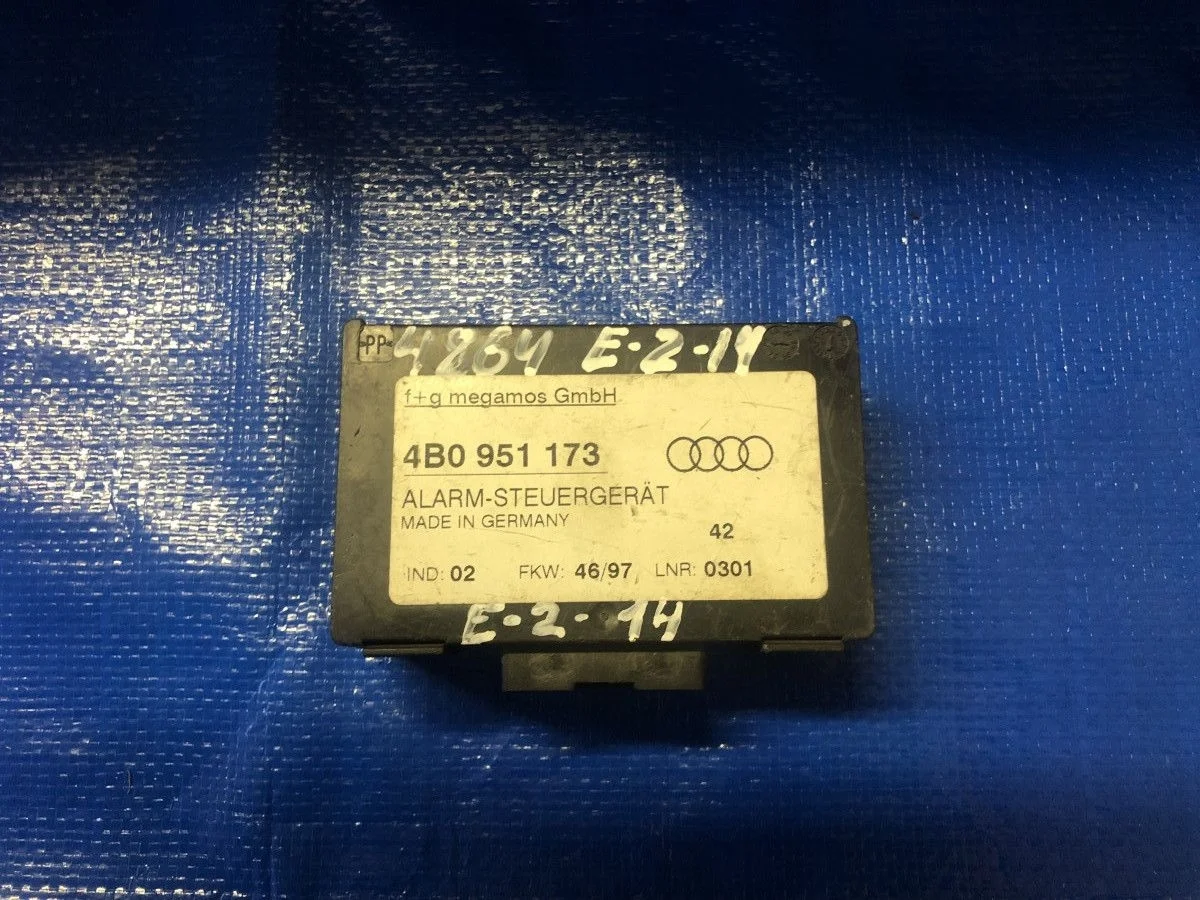 >PP<
4264 E-2-14
f+g megamos GmbH
4B0 951 173
ALARM-STEUERGERÄT
MADE IN GERMANY
42
IND: 02 FKW: 46/97 LNR: 0301
E-2-14